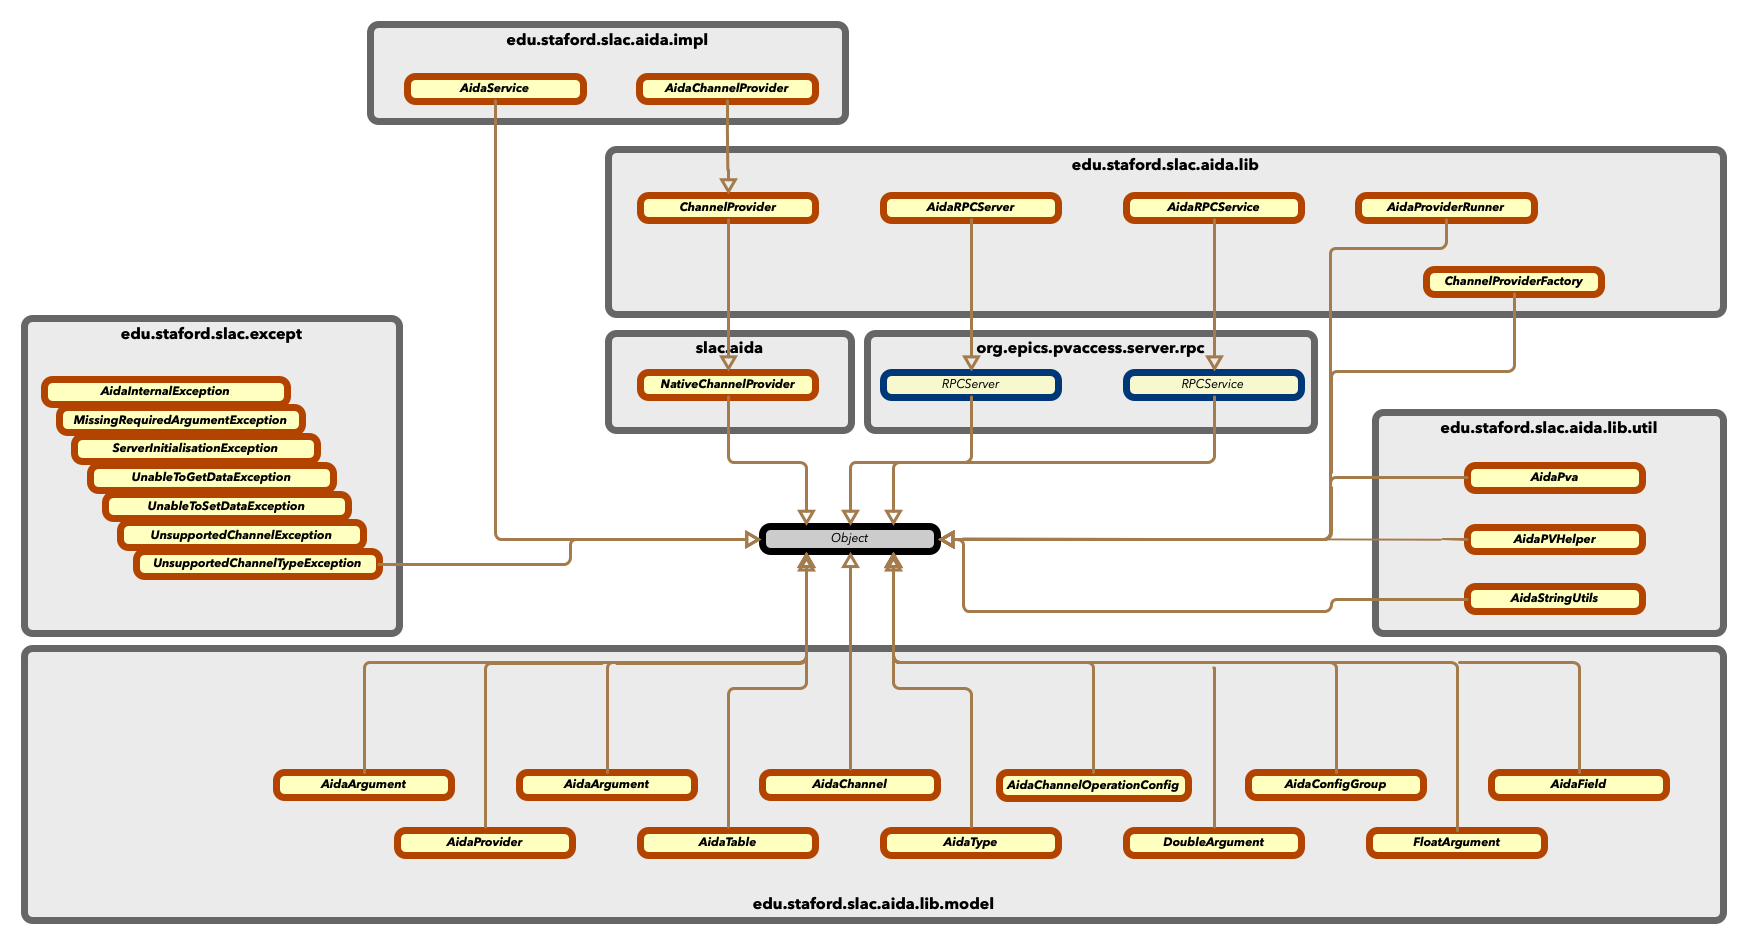 edu.staford.slac.aida.impl
AidaService
AidaChannelProvider
edu.staford.slac.aida.lib
ChannelProvider
AidaRPCServer
AidaRPCService
AidaProviderRunner
ChannelProviderFactory
edu.staford.slac.except
AidaInternalException
MissingRequiredArgumentException
ServerInitialisationException
UnableToGetDataException
UnableToSetDataException
UnsupportedChannelException
UnsupportedChannelTypeException
slac.aida
NativeChannelProvider
org.epics.pvaccess.server.rpc
RPCServer
RPCService
edu.staford.slac.aida.lib.util
AidaPva
AidaPVHelper
AidaStringUtils
Object
AidaArgument
AidaArgument
AidaChannel
AidaChannelOperationConfig
AidaConfigGroup
AidaField
AidaProvider
AidaTable
AidaType
DoubleArgument
FloatArgument
edu.staford.slac.aida.lib.model